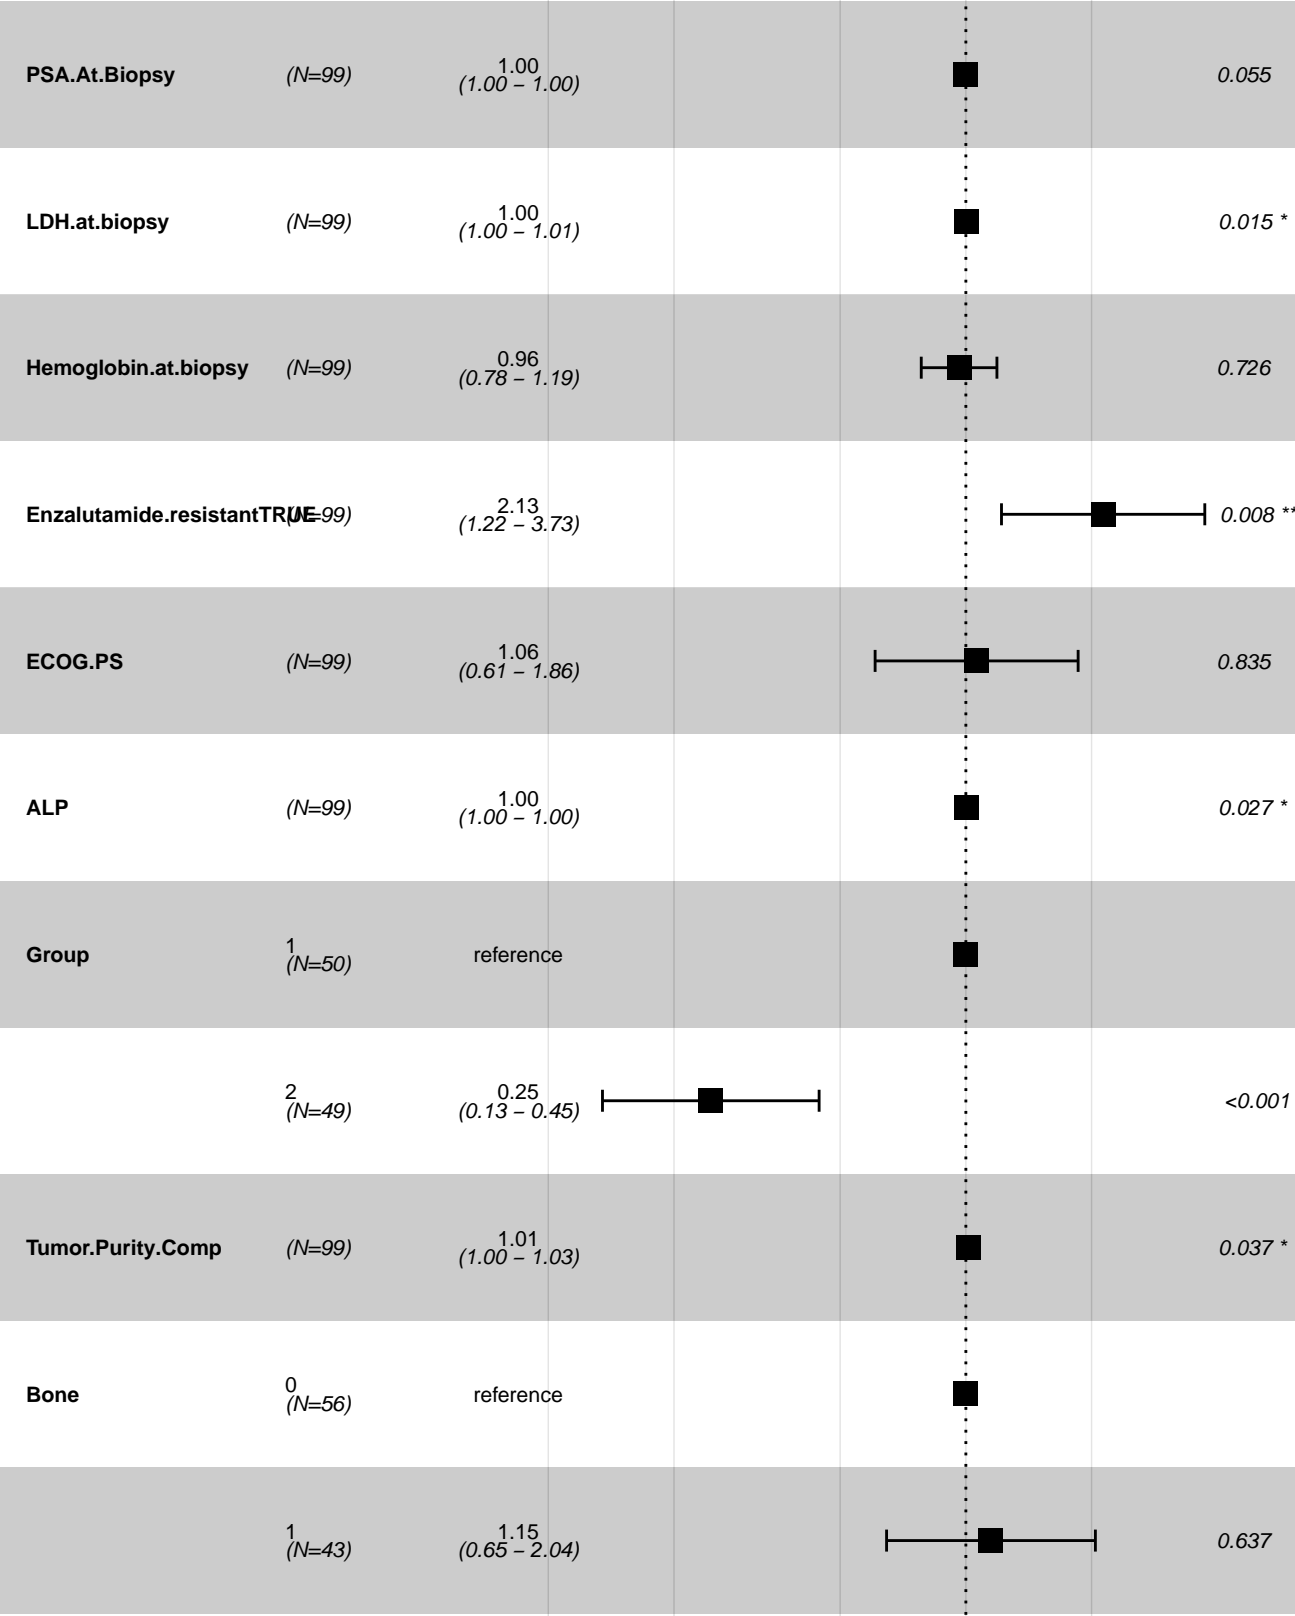 PSA.At.Biopsy (N=99) 1.00 0.055
(1.00 – 1.00)
LDH.at.biopsy (N=99) 1.00 0.015 *
(1.00 – 1.01)
Hemoglobin.at.biopsy (N=99) 0.96 0.726
(0.78 – 1.19)
Enzalutamide.resistantTRUE (N=99) 2.13 0.008 **
(1.22 – 3.73)
ECOG.PS (N=99) 1.06 0.835
(0.61 – 1.86)
ALP (N=99) 1.00 0.027 *
(1.00 – 1.00)
Group 1 reference
(N=50)
2 0.25 <0.001
(N=49) (0.13 – 0.45)
Tumor.Purity.Comp (N=99) 1.01 0.037 *
(1.00 – 1.03)
Bone 0 reference
(N=56)
1 1.15 0.637
(N=43) (0.65 – 2.04)